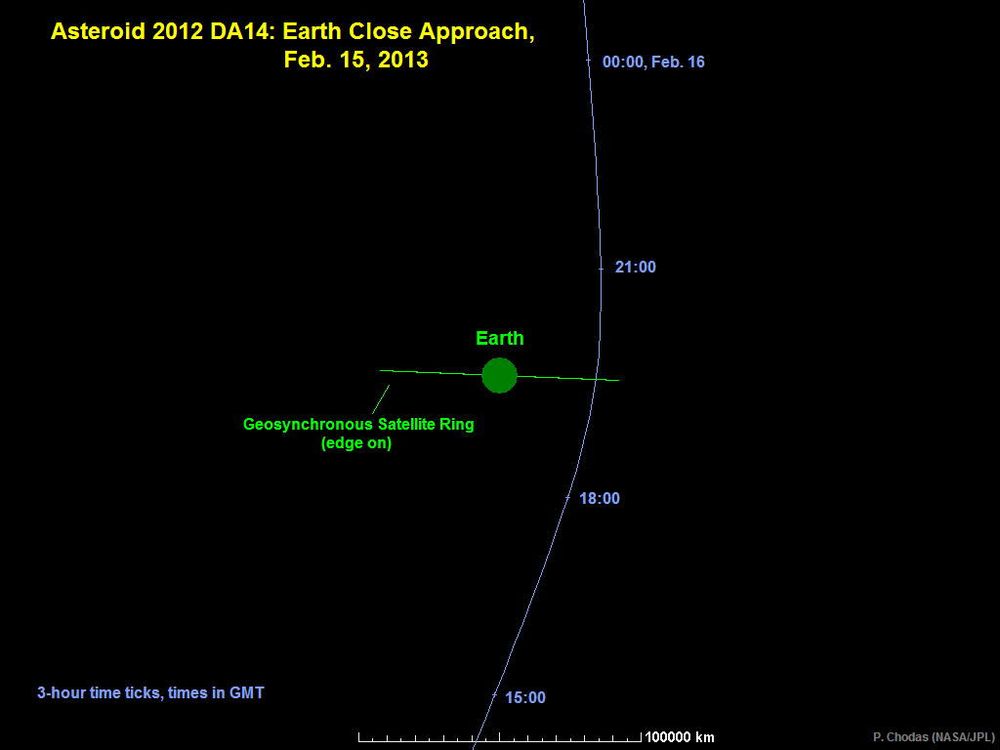 Asteroid 2012 DA14: Earth Close Approach,
Feb. 15, 2013
00:00, Feb. 16
21:00
Earth
Geosynchronous Satellite Ring
(edge on)
18:00
3-hour time ticks, times in GMT
15:00
100000 km
P. Chodas (NASA/JPL)